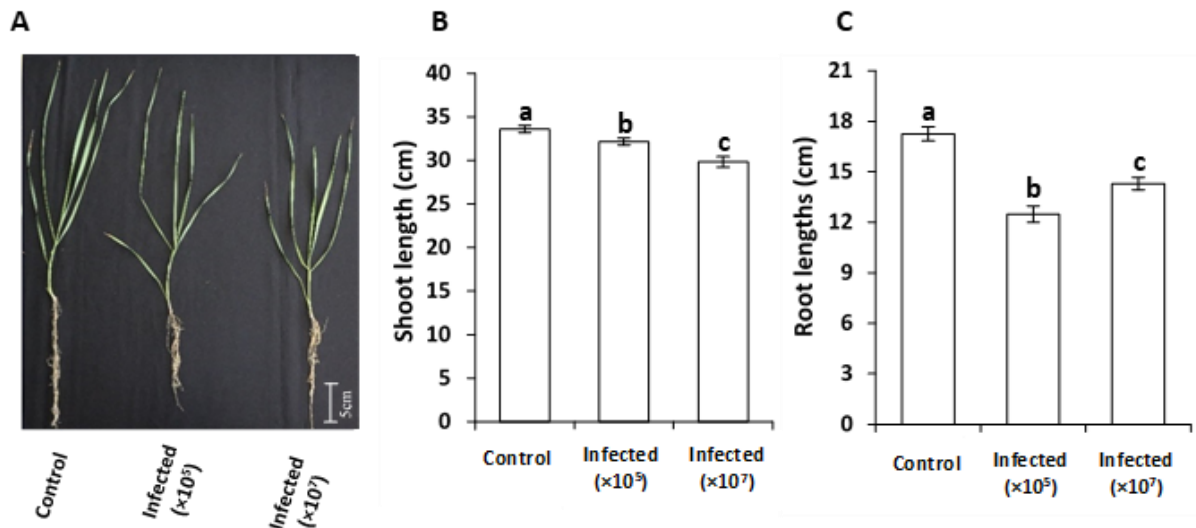 A
Control
Infected
(×10⁵)
Infected
(×10⁷)
5cm
B
Shoot length (cm)
40
35
30
25
20
15
10
5
0
a
b
c
Control
Infected
(×10⁵)
Infected
(×10⁷)
C
Root lengths (cm)
21
18
15
12
9
6
3
0
a
b
c
Control
Infected
(×10⁵)
Infected
(×10⁷)